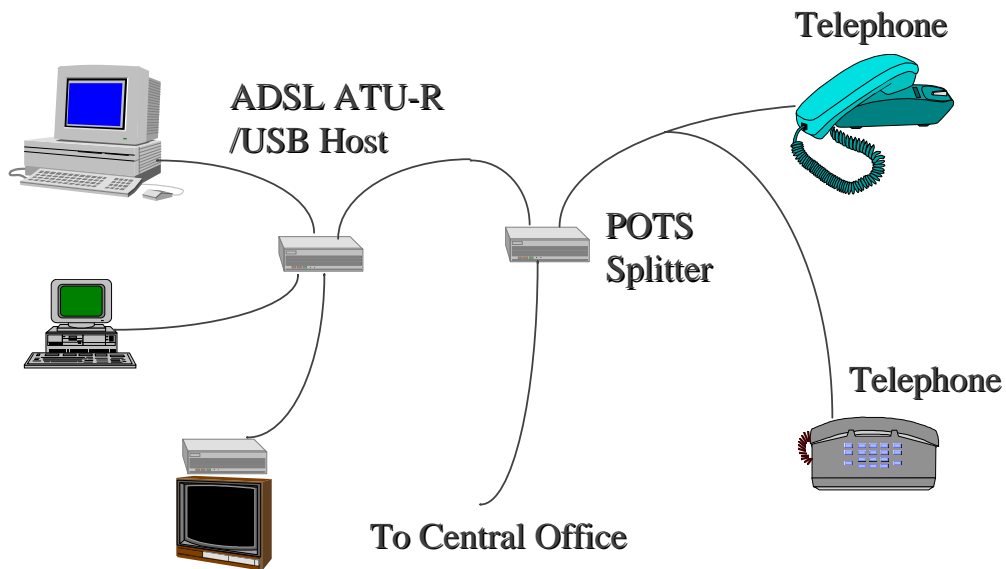 Telephone
ADSL ATU-R
/USB Host
POTS
Splitter
Telephone
To Central Office